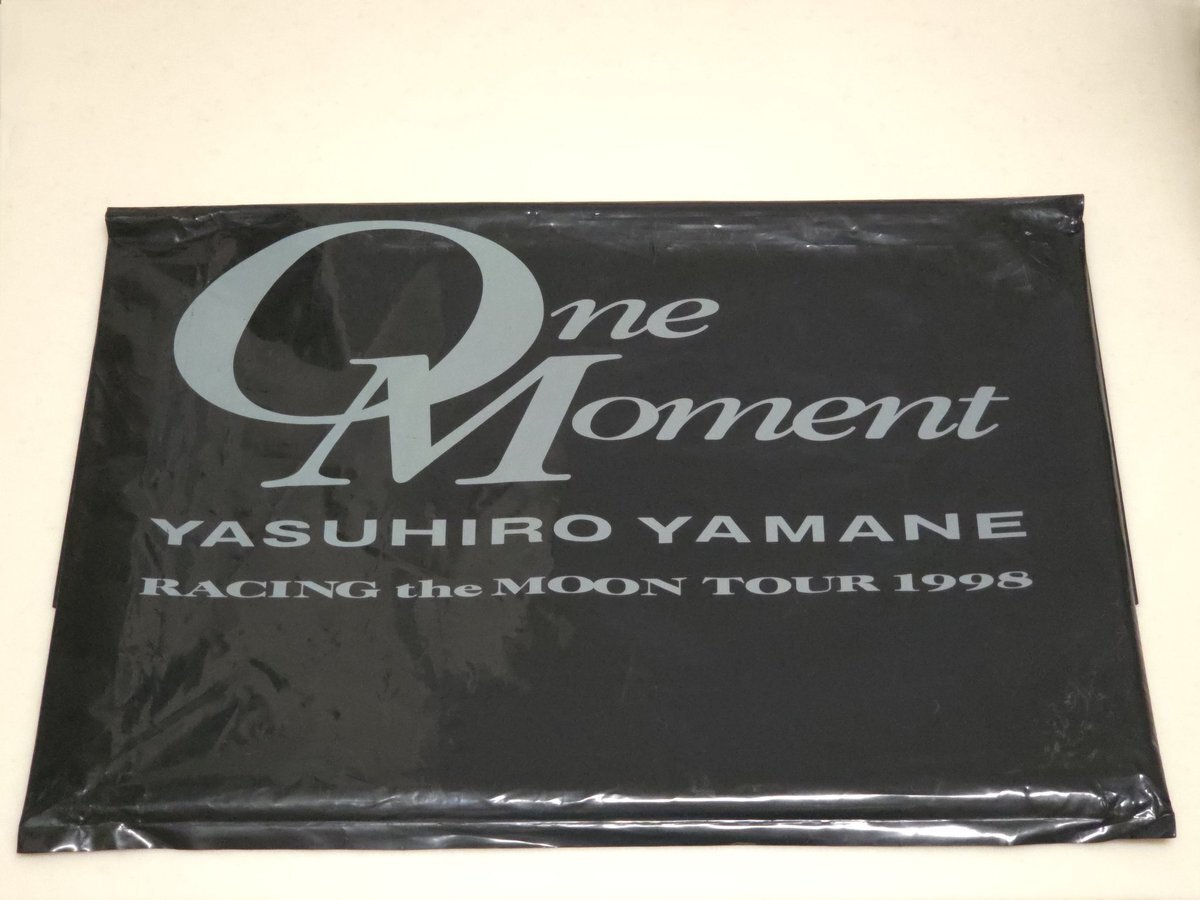 One
Moment
YASUHIRO YAMANE
RACING the MOON TOUR 1998